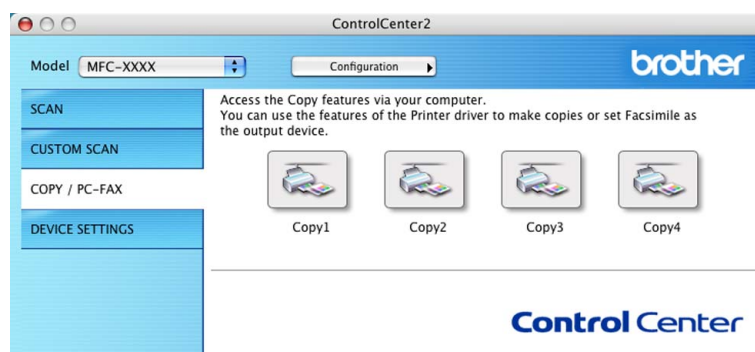 ControlCenter2
Model MFC-XXXX Configuration brother
SCAN
CUSTOM SCAN
COPY / PC-FAX
DEVICE SETTINGS
Access the Copy features via your computer.
You can use the features of the Printer driver to make copies or set Facsimile as
the output device.
Copy1 Copy2 Copy3 Copy4
Control Center